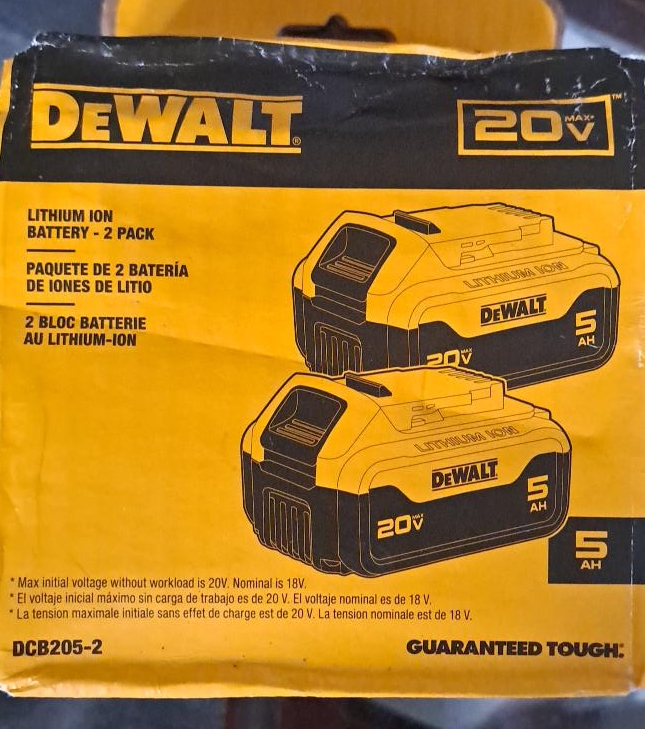 DEWALT®
20V MAX* ™
LITHIUM ION
BATTERY - 2 PACK
PAQUETE DE 2 BATERÍA
DE IONES DE LITIO
2 BLOC BATTERIE
AU LITHIUM-ION
LITHIUM ION
DEWALT
5
AH
20V MAX
LITHIUM ION
DEWALT
5
AH
20V MAX
5
AH
* Max initial voltage without workload is 20V. Nominal is 18V.
* El voltaje inicial máximo sin carga de trabajo es de 20 V. El voltaje nominal es de 18 V.
* La tension maximale initiale sans effet de charge est de 20 V. La tension nominale est de 18 V.
DCB205-2
GUARANTEED TOUGH.